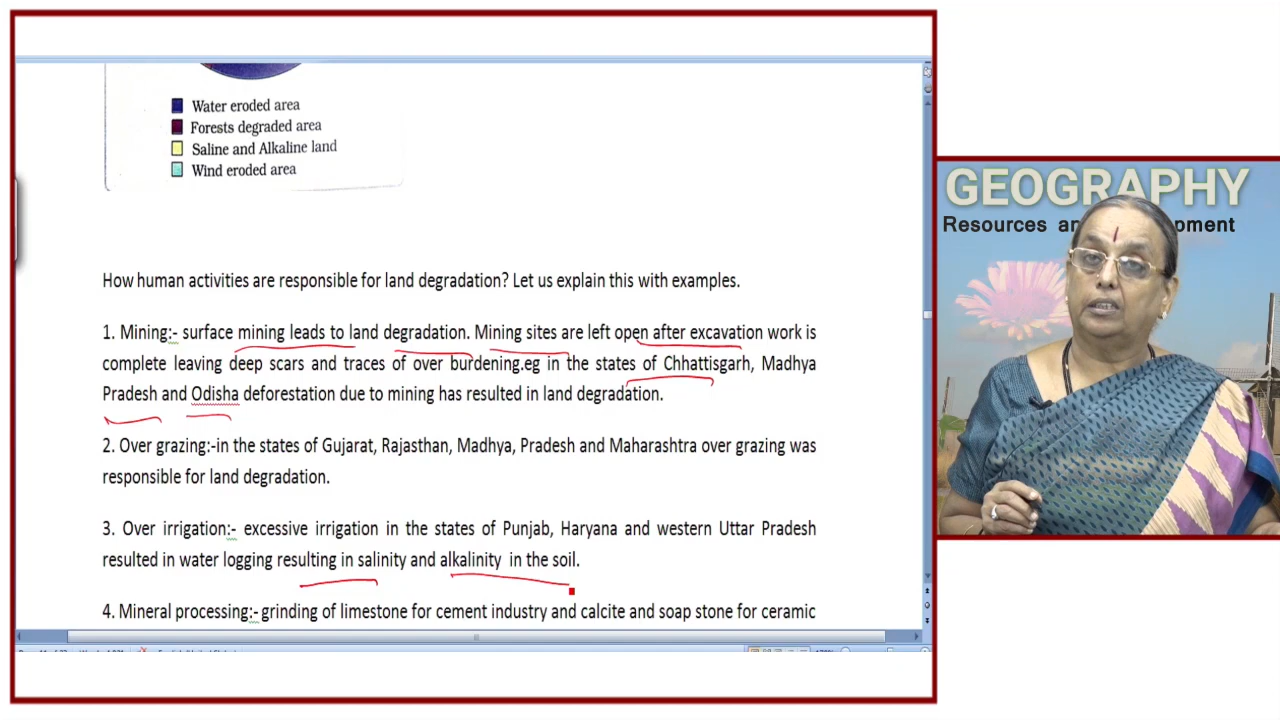 Water eroded area
Forests degraded area
Saline and Alkaline land
Wind eroded area
How human activities are responsible for land degradation? Let us explain this with examples.
1. Mining:- surface mining leads to land degradation. Mining sites are left open after excavation work is
complete leaving deep scars and traces of over burdening.eg in the states of Chhattisgarh, Madhya
Pradesh and Odisha deforestation due to mining has resulted in land degradation.
2. Over grazing:-in the states of Gujarat, Rajasthan, Madhya, Pradesh and Maharashtra over grazing was
responsible for land degradation.
3. Over irrigation:- excessive irrigation in the states of Punjab, Haryana and western Uttar Pradesh
resulted in water logging resulting in salinity and alkalinity in the soil.
4. Mineral processing:- grinding of limestone for cement industry and calcite and soap stone for ceramic
GEOGRAPHY
Resources